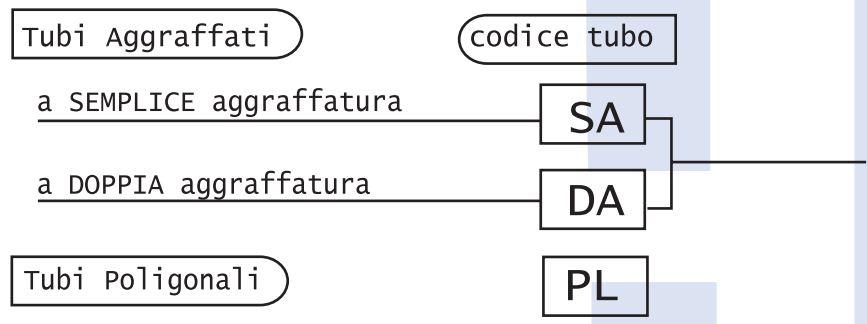 Tubi Aggraffati
codice tubo
a SEMPLICE aggraffatura
SA
a DOPPIA aggraffatura
DA
Tubi Poligonali
PL